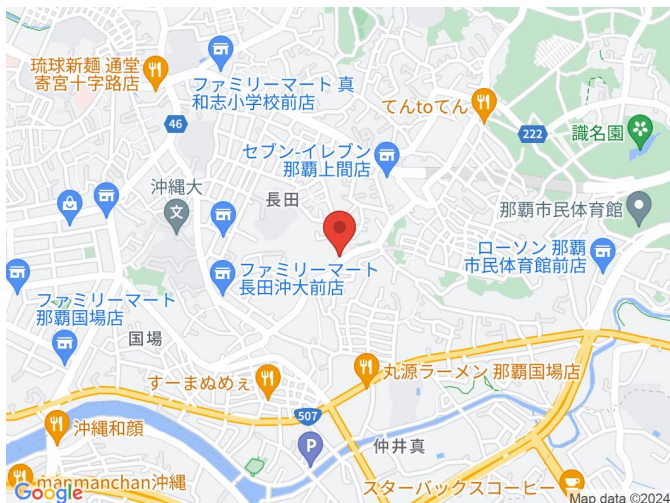 琉球新麺 通堂
寄宮十字路店
ファミリーマート 真
和志小学校前店
てんtoてん
46
222
識名園
セブン-イレブン
那覇上間店
沖縄大
長田
那覇市民体育館
ローソン 那覇
市民体育館前店
ファミリーマート
長田沖大前店
ファミリーマート
那覇国場店
国場
すーまぬめぇ
丸源ラーメン 那覇国場店
507
沖縄和顔
仲井真
manmanchan沖縄
スターバックスコーヒー
Google
Map data ©2024